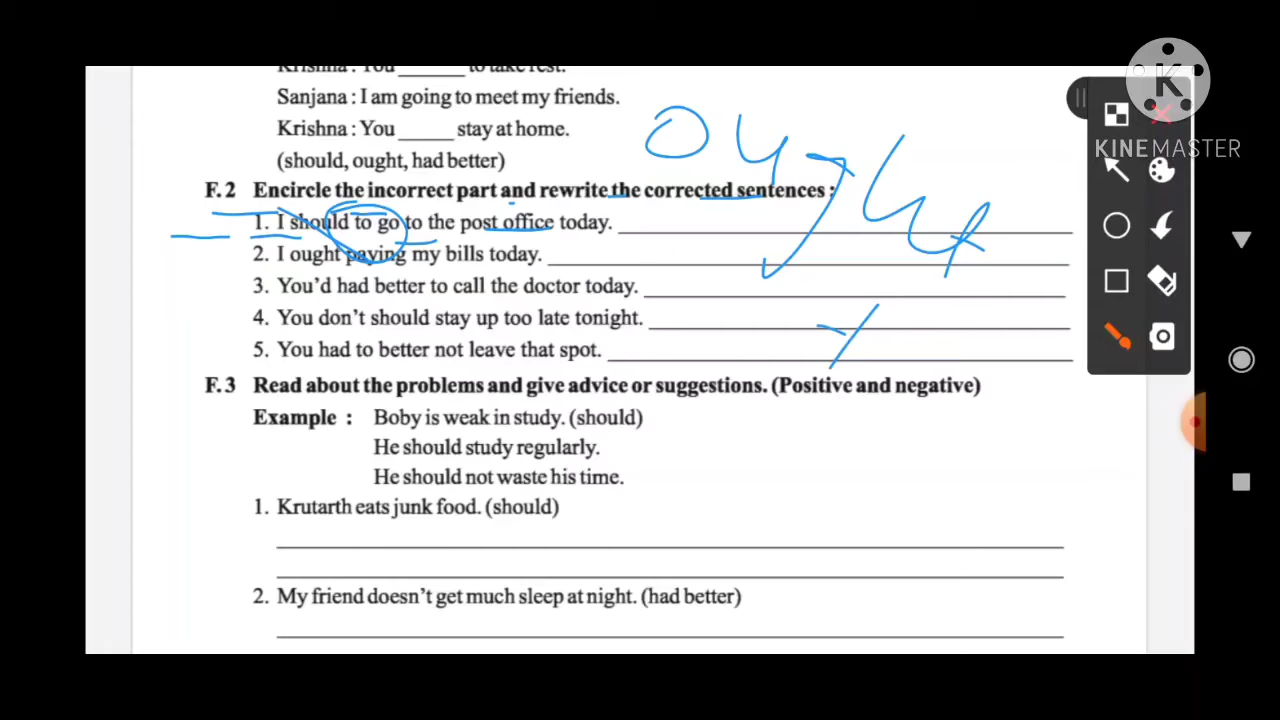 Krishna : You ______ to take rest.
Sanjana : I am going to meet my friends.
Krishna : You _____ stay at home.
(should, ought, had better)
F.2 Encircle the incorrect part and rewrite the corrected sentences :
1. I should to go to the post office today.
2. I ought paying my bills today.
3. You'd had better to call the doctor today.
4. You don't should stay up too late tonight.
5. You had to better not leave that spot.
F.3 Read about the problems and give advice or suggestions. (Positive and negative)
Example : Boby is weak in study. (should)
He should study regularly.
He should not waste his time.
1. Krutarth eats junk food. (should)
2. My friend doesn't get much sleep at night. (had better)
K
KINEMASTER